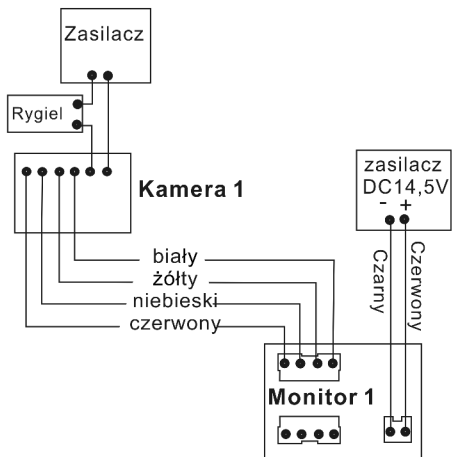 Zasilacz
Rygiel
Kamera 1
zasilacz
DC14,5V
- +
Czarny
Czerwony
biały
żółty
niebieski
czerwony
Monitor 1